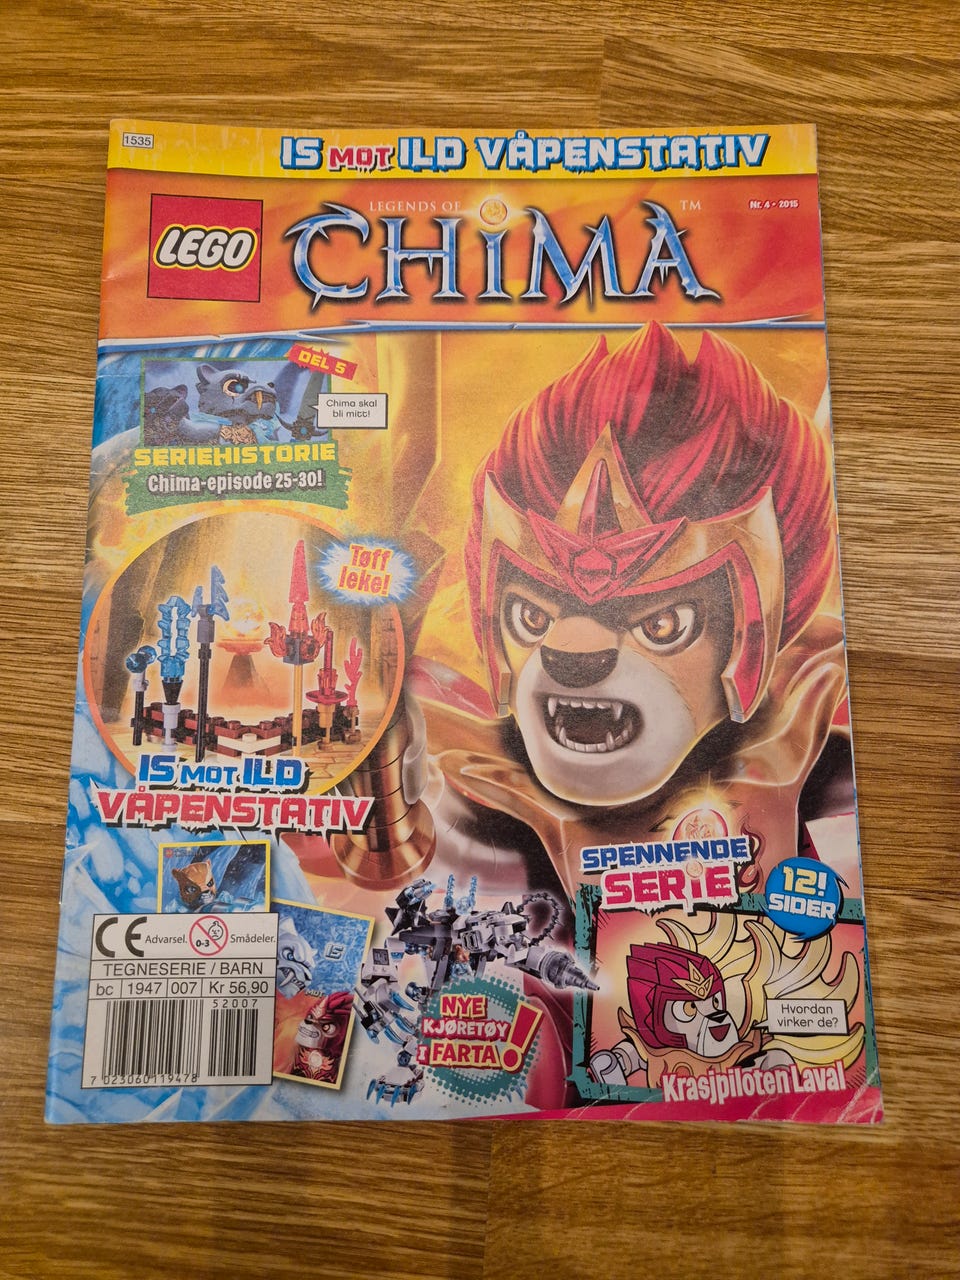 1535
IS MOT ILD VÅPENSTATIV
LEGO
LEGENDS OF
CHiMA
TM
Nr. 4 - 2015
DEL 5
Chima skal
bli mitt!
SERIEHISTORIE
Chima-episode 25-30!
Tøff
leke!
IS MOT ILD
VÅPENSTATIV
SPENNENDE
SERIE
12!
SIDER
Hvordan
virker de?
Krasjpiloten Laval
NYE
KJØRETØY
I FARTA!
CE Advarsel. 0-3 Smådeler.
TEGNESERIE / BARN
bc 1947 007 Kr 56,90
52007
7 023060 119478